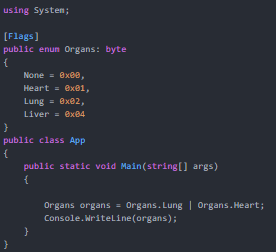 using System;

[Flags]
public enum Organs: byte
{
    None = 0x00,
    Heart = 0x01,
    Lung = 0x02,
    Liver = 0x04
}
public class App
{
    public static void Main(string[] args)
    {

        Organs organs = Organs.Lung | Organs.Heart;
        Console.WriteLine(organs);
    }
}